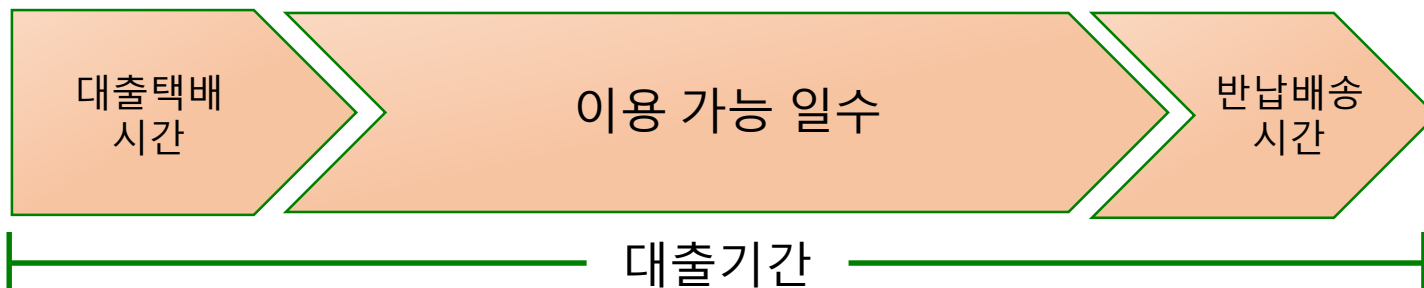 대출택배
시간
이용 가능 일수
반납배송
시간
대출기간